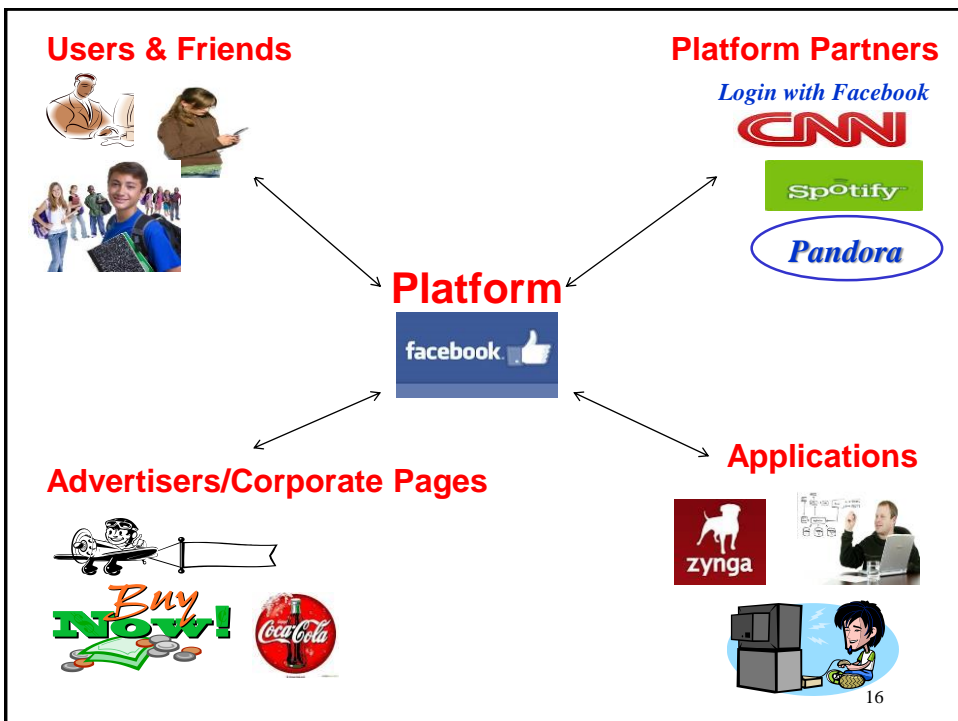 Users & Friends
Platform Partners
Login with Facebook
CNN
Spotify
Pandora
Platform
facebook
Advertisers/Corporate Pages
Applications
zynga
Buy
Now!
Coca-Cola
16